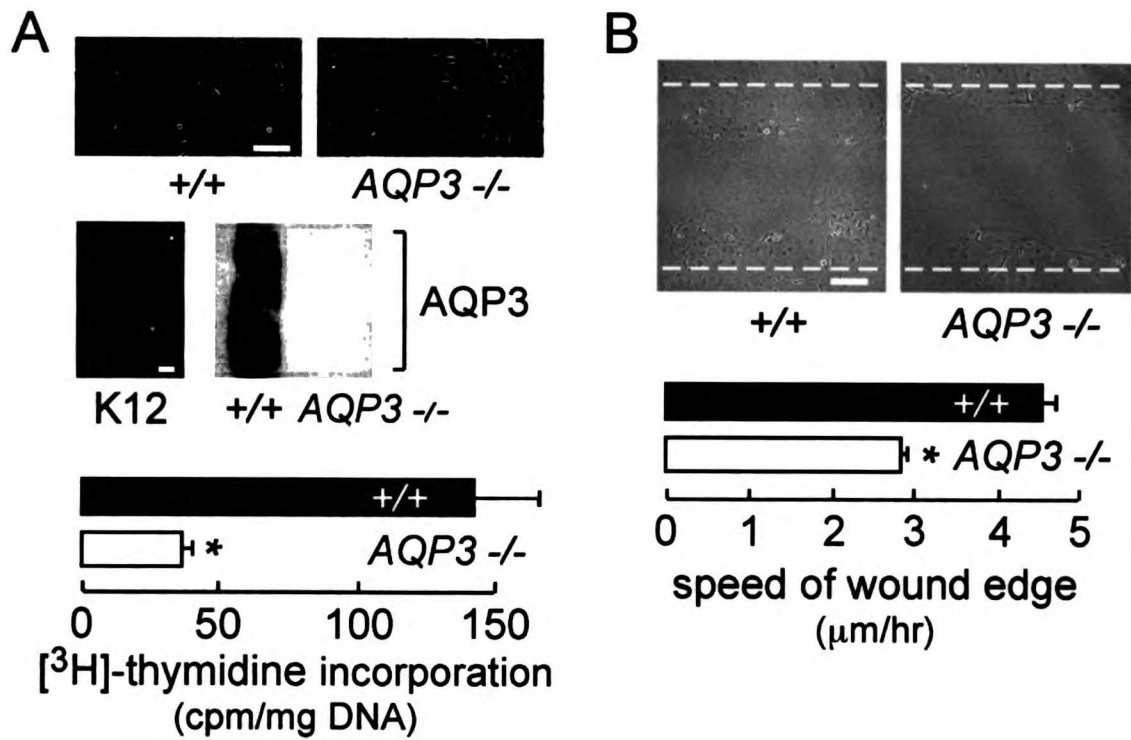 A
+/+
AQP3 -/-
K12
+/+ AQP3 -/-
AQP3
+/+
AQP3 -/-
*
0 50 100 150
[³H]-thymidine incorporation
(cpm/mg DNA)
B
+/+
AQP3 -/-
+/+
* AQP3 -/-
0 1 2 3 4 5
speed of wound edge
(μm/hr)